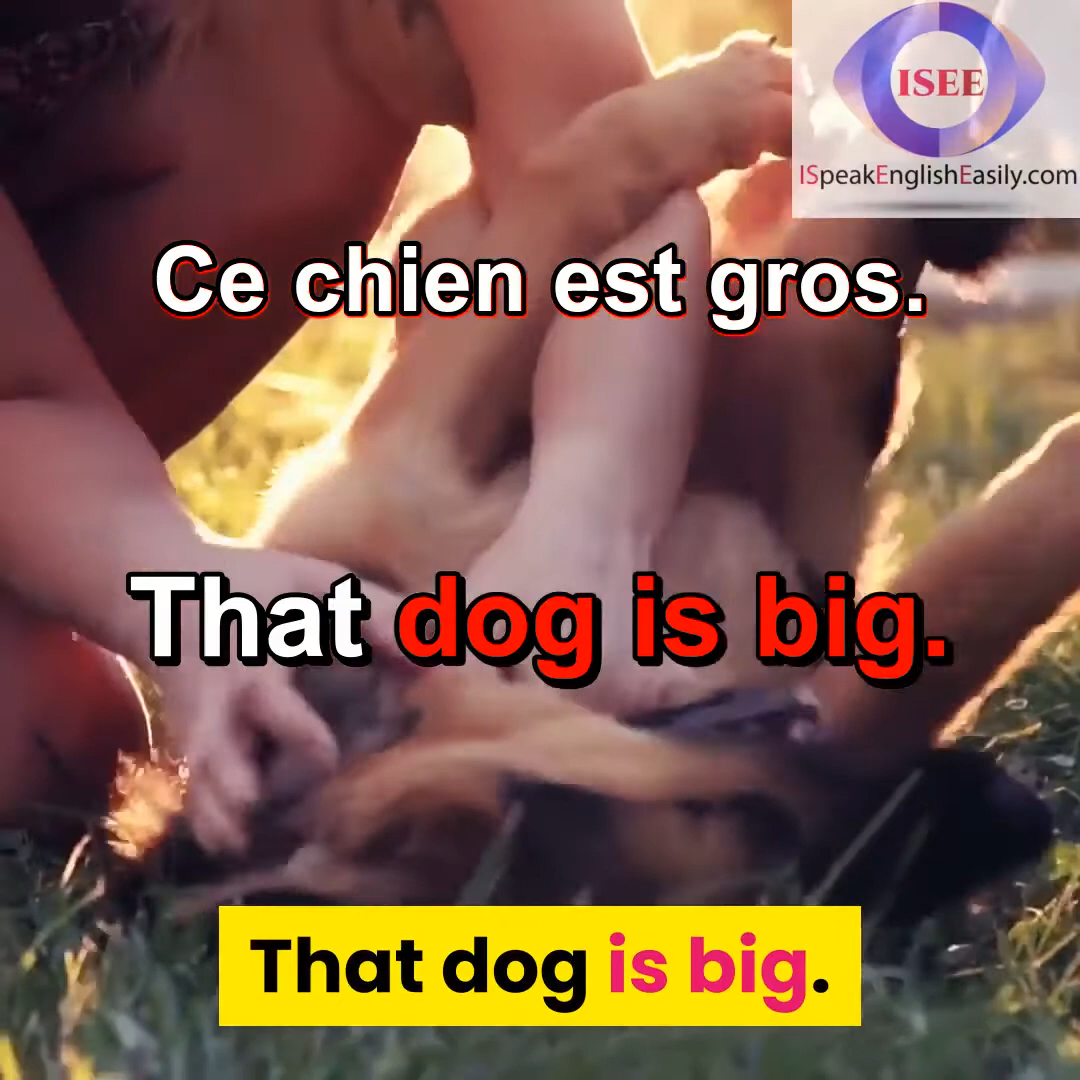 ISEE
ISpeakEnglishEasily.com
Ce chien est gros.
That dog is big.
That dog is big.